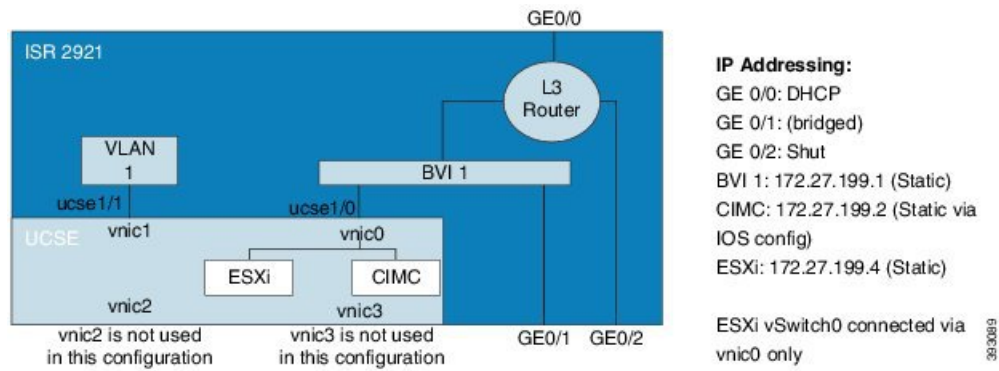 GE0/0
ISR 2921
L3
Router
VLAN
1
BVI 1
ucse1/1
ucse1/0
UCSE
vnic1
vnic0
ESXi
CIMC
vnic2
vnic3
vnic2 is not used
in this configuration
vnic3 is not used
in this configuration
GE0/1
GE0/2
IP Addressing:
GE 0/0: DHCP
GE 0/1: (bridged)
GE 0/2: Shut
BVI 1: 172.27.199.1 (Static)
CIMC: 172.27.199.2 (Static via
IOS config)
ESXi: 172.27.199.4 (Static)
ESXi vSwitch0 connected via
vnic0 only
393089